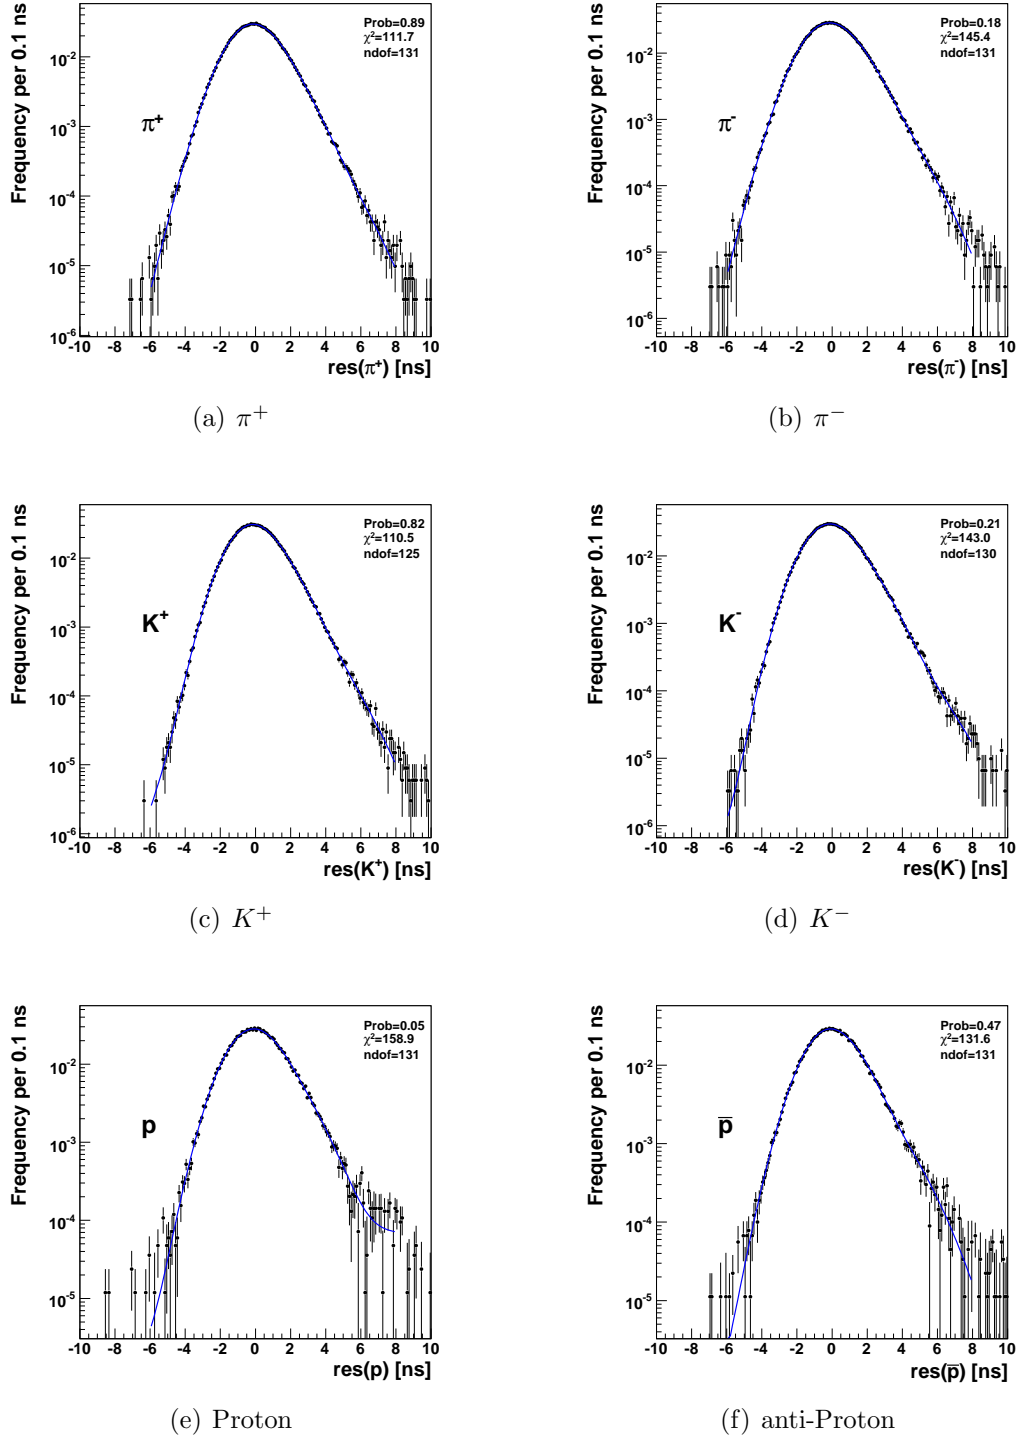 Frequency per 0.1 ns
Prob=0.89
χ²=111.7
ndof=131
π⁺
10⁻²
10⁻³
10⁻⁴
10⁻⁵
10⁻⁶
-10 -8 -6 -4 -2 0 2 4 6 8 10
res(π⁺) [ns]
(a) π⁺
Frequency per 0.1 ns
Prob=0.18
χ²=145.4
ndof=131
π⁻
10⁻²
10⁻³
10⁻⁴
10⁻⁵
10⁻⁶
-10 -8 -6 -4 -2 0 2 4 6 8 10
res(π⁻) [ns]
(b) π⁻
Frequency per 0.1 ns
Prob=0.82
χ²=110.5
ndof=125
K⁺
10⁻²
10⁻³
10⁻⁴
10⁻⁵
10⁻⁶
-10 -8 -6 -4 -2 0 2 4 6 8 10
res(K⁺) [ns]
(c) K⁺
Frequency per 0.1 ns
Prob=0.21
χ²=143.0
ndof=130
K⁻
10⁻²
10⁻³
10⁻⁴
10⁻⁵
10⁻⁶
-10 -8 -6 -4 -2 0 2 4 6 8 10
res(K⁻) [ns]
(d) K⁻
Frequency per 0.1 ns
Prob=0.05
χ²=158.9
ndof=131
p
10⁻²
10⁻³
10⁻⁴
10⁻⁵
-10 -8 -6 -4 -2 0 2 4 6 8 10
res(p) [ns]
(e) Proton
Frequency per 0.1 ns
Prob=0.47
χ²=131.6
ndof=131
p̅
10⁻²
10⁻³
10⁻⁴
10⁻⁵
-10 -8 -6 -4 -2 0 2 4 6 8 10
res(p̅) [ns]
(f) anti-Proton